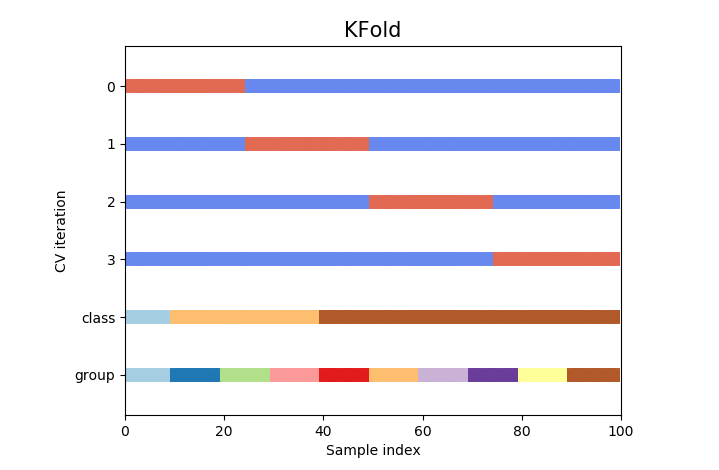 KFold
0
1
2
3
class
group
CV iteration
0 20 40 60 80 100
Sample index